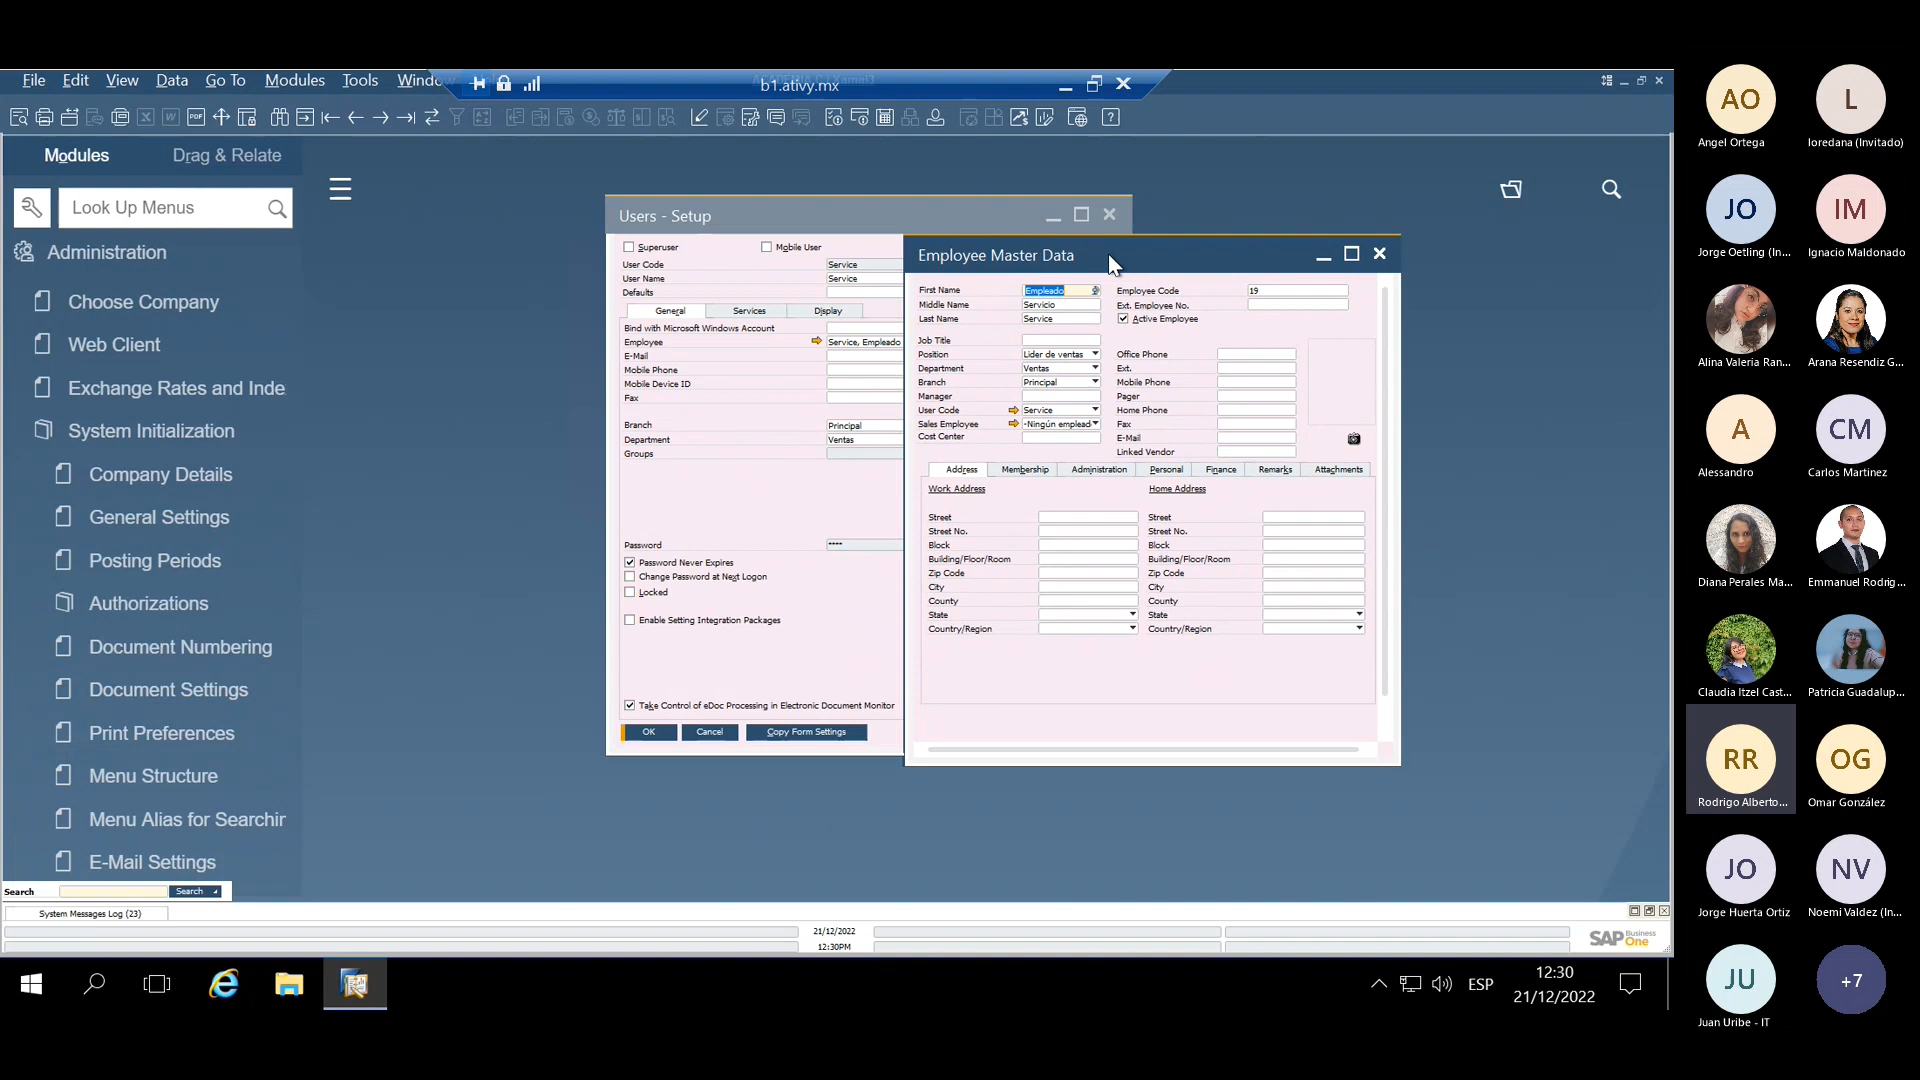 File Edit View Data Go To Modules Tools Windo
b1.ativy.mx
Modules
Drag & Relate
Look Up Menus
Administration
Choose Company
Web Client
Exchange Rates and Inde
System Initialization
Company Details
General Settings
Posting Periods
Authorizations
Document Numbering
Document Settings
Print Preferences
Menu Structure
Menu Alias for Searchir
E-Mail Settings
Search
Search
System Messages Log (23)
21/12/2022
12:30PM
SAP Business One
Users - Setup
Superuser
Mobile User
User Code Service
User Name Service
Defaults
General Services Display
Bind with Microsoft Windows Account
Employee Service, Empleado
E-Mail
Mobile Phone
Mobile Device ID
Fax
Branch Principal
Department Ventas
Groups
Password ****
Password Never Expires
Change Password at Next Logon
Locked
Enable Setting Integration Packages
Take Control of eDoc Processing in Electronic Document Monitor
OK Cancel Copy Form Settings
Employee Master Data
First Name Empleado
Middle Name Servicio
Last Name Service
Job Title
Position Lider de ventas
Department Ventas
Branch Principal
Manager
User Code Service
Sales Employee -Ningún emplead
Cost Center
Employee Code 19
Ext. Employee No.
Active Employee
Office Phone
Ext.
Mobile Phone
Pager
Home Phone
Fax
E-Mail
Linked Vendor
Address Membership Administration Personal Finance Remarks Attachments
Work Address
Street
Street No.
Block
Building/Floor/Room
Zip Code
City
County
State
Country/Region
Home Address
Street
Street No.
Block
Building/Floor/Room
Zip Code
City
County
State
Country/Region
ESP
12:30
21/12/2022
AO
Angel Ortega
L
loredana (Invitado)
JO
Jorge Oetling (In...
IM
Ignacio Maldonado
Alina Valeria Ran...
Arana Resendiz G...
A
Alessandro
CM
Carlos Martinez
Diana Perales Ma...
Emmanuel Rodrig...
Claudia Itzel Cast...
Patricia Guadalup...
RR
Rodrigo Alberto...
OG
Omar González
JO
Jorge Huerta Ortiz
NV
Noemí Valdez (In...
JU
Juan Uribe - IT
+7